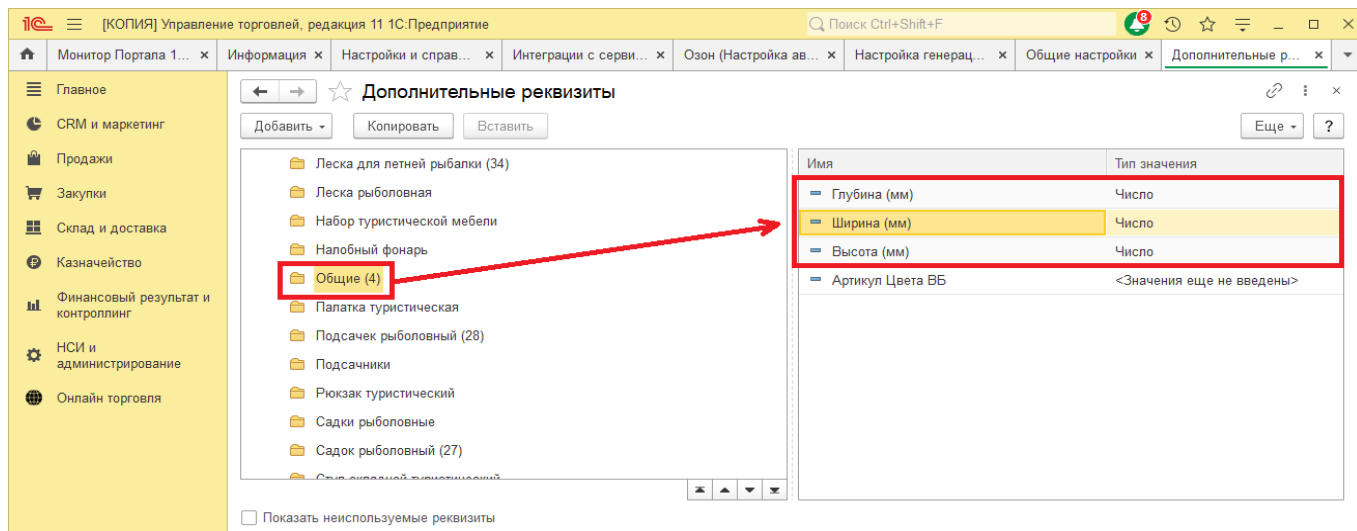 1С [КОПИЯ] Управление торговлей, редакция 11 1С:Предприятие
Поиск Ctrl+Shift+F
8
Монитор Портала 1...
Информация
Настройки и справ...
Интеграции с серви...
Озон (Настройка ав...
Настройка генерац...
Общие настройки
Дополнительные р...
Главное
CRM и маркетинг
Продажи
Закупки
Склад и доставка
Казначейство
Финансовый результат и
контроллинг
НСИ и
администрирование
Онлайн торговля
Дополнительные реквизиты
Добавить
Копировать
Вставить
Еще
?
Леска для летней рыбалки (34)
Леска рыболовная
Набор туристической мебели
Налобный фонарь
Общие (4)
Палатка туристическая
Подсачек рыболовный (28)
Подсачники
Рюкзак туристический
Садки рыболовные
Садок рыболовный (27)
Стул складной туристический
Имя Тип значения
Глубина (мм) Число
Ширина (мм) Число
Высота (мм) Число
Артикул Цвета ВБ <Значения еще не введены>
Показать неиспользуемые реквизиты